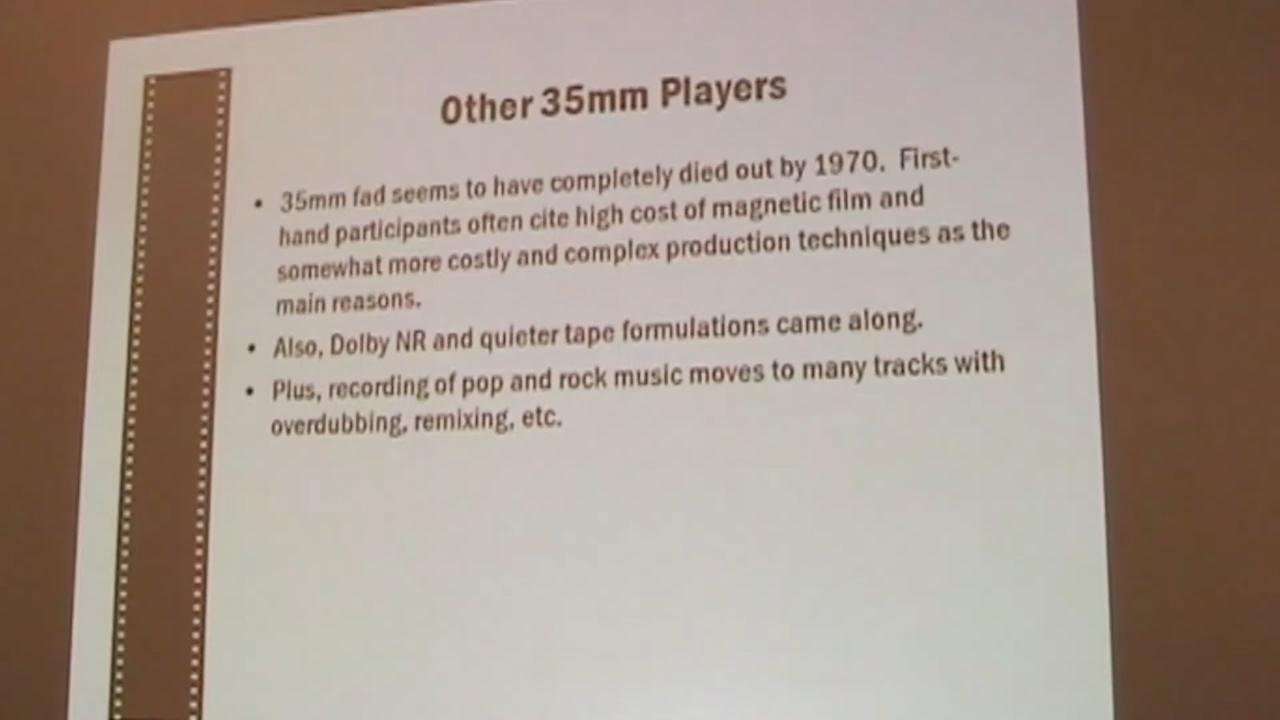 Other 35mm Players
• 35mm fad seems to have completely died out by 1970. First-
hand participants often cite high cost of magnetic film and
somewhat more costly and complex production techniques as the
main reasons.
• Also, Dolby NR and quieter tape formulations came along.
• Plus, recording of pop and rock music moves to many tracks with
overdubbing, remixing, etc.